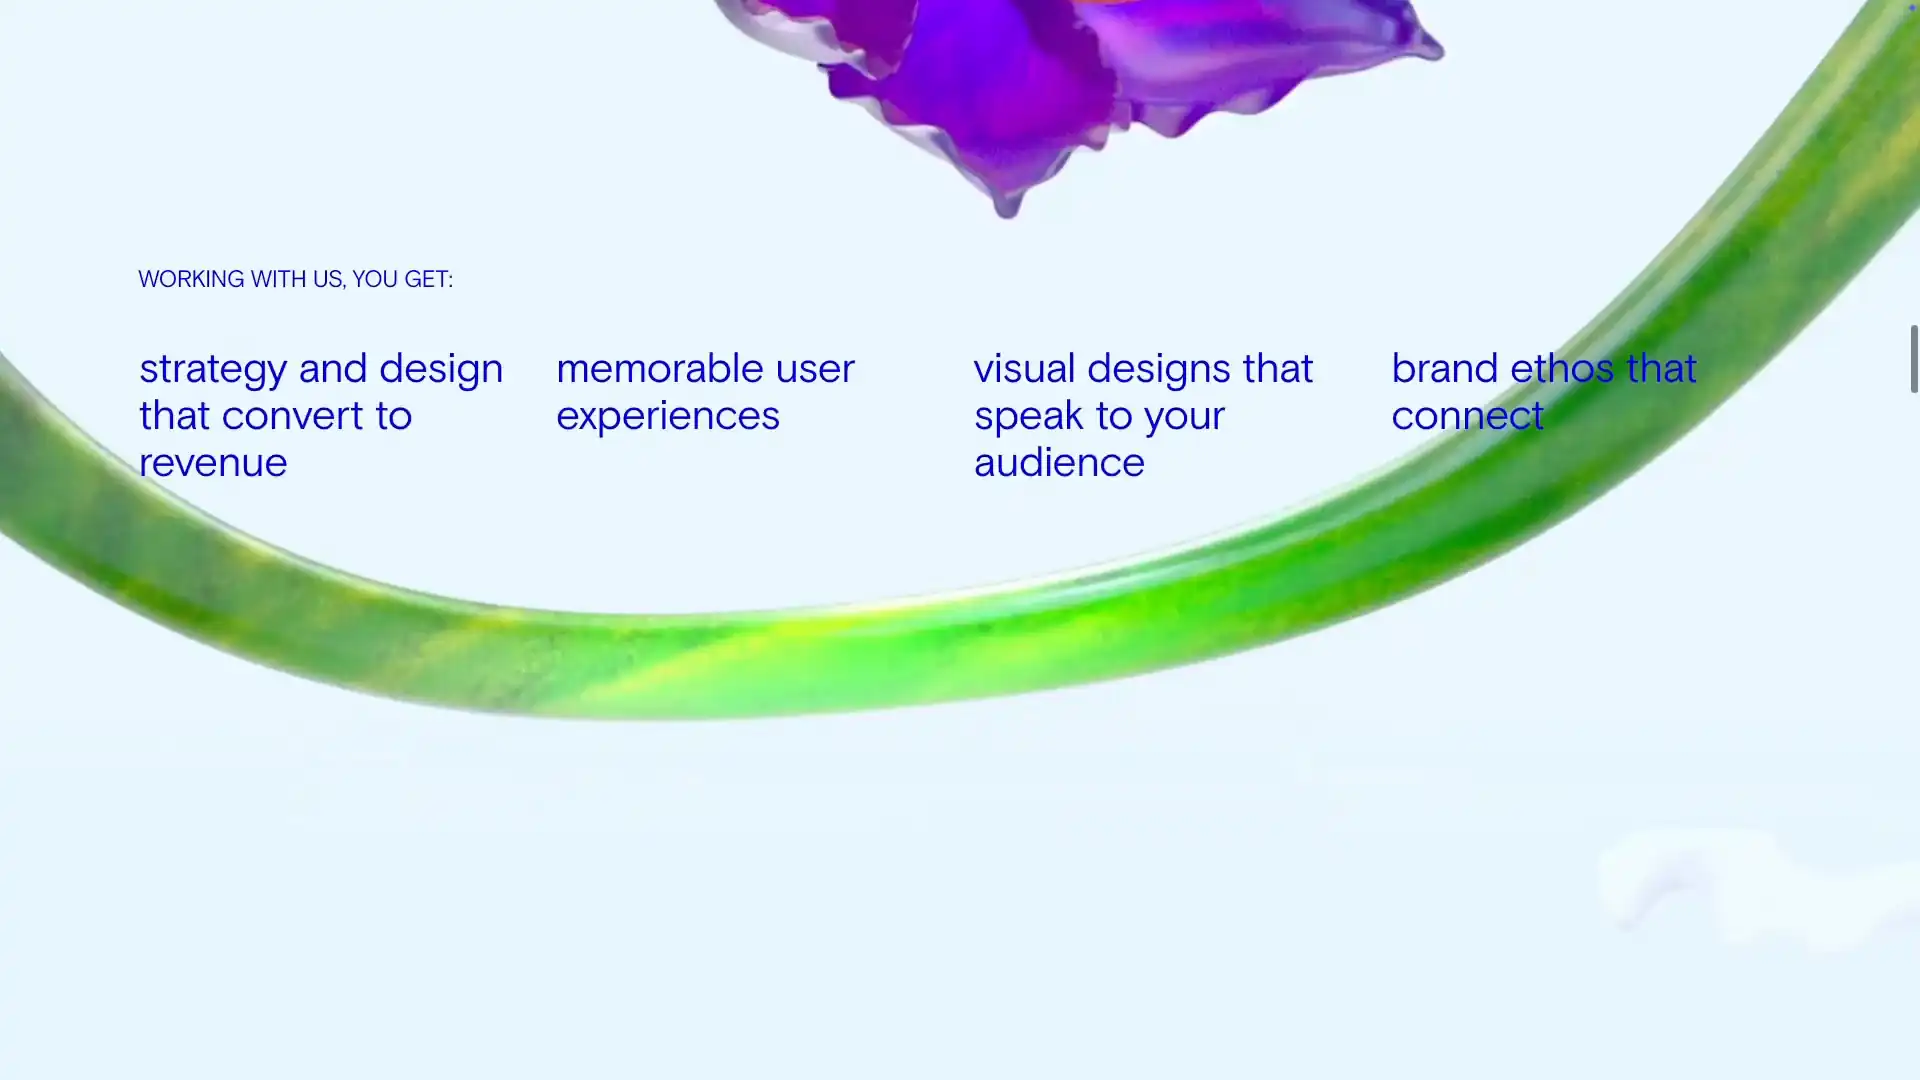 WORKING WITH US, YOU GET:
strategy and design
that convert to
revenue
memorable user
experiences
visual designs that
speak to your
audience
brand ethos that
connect